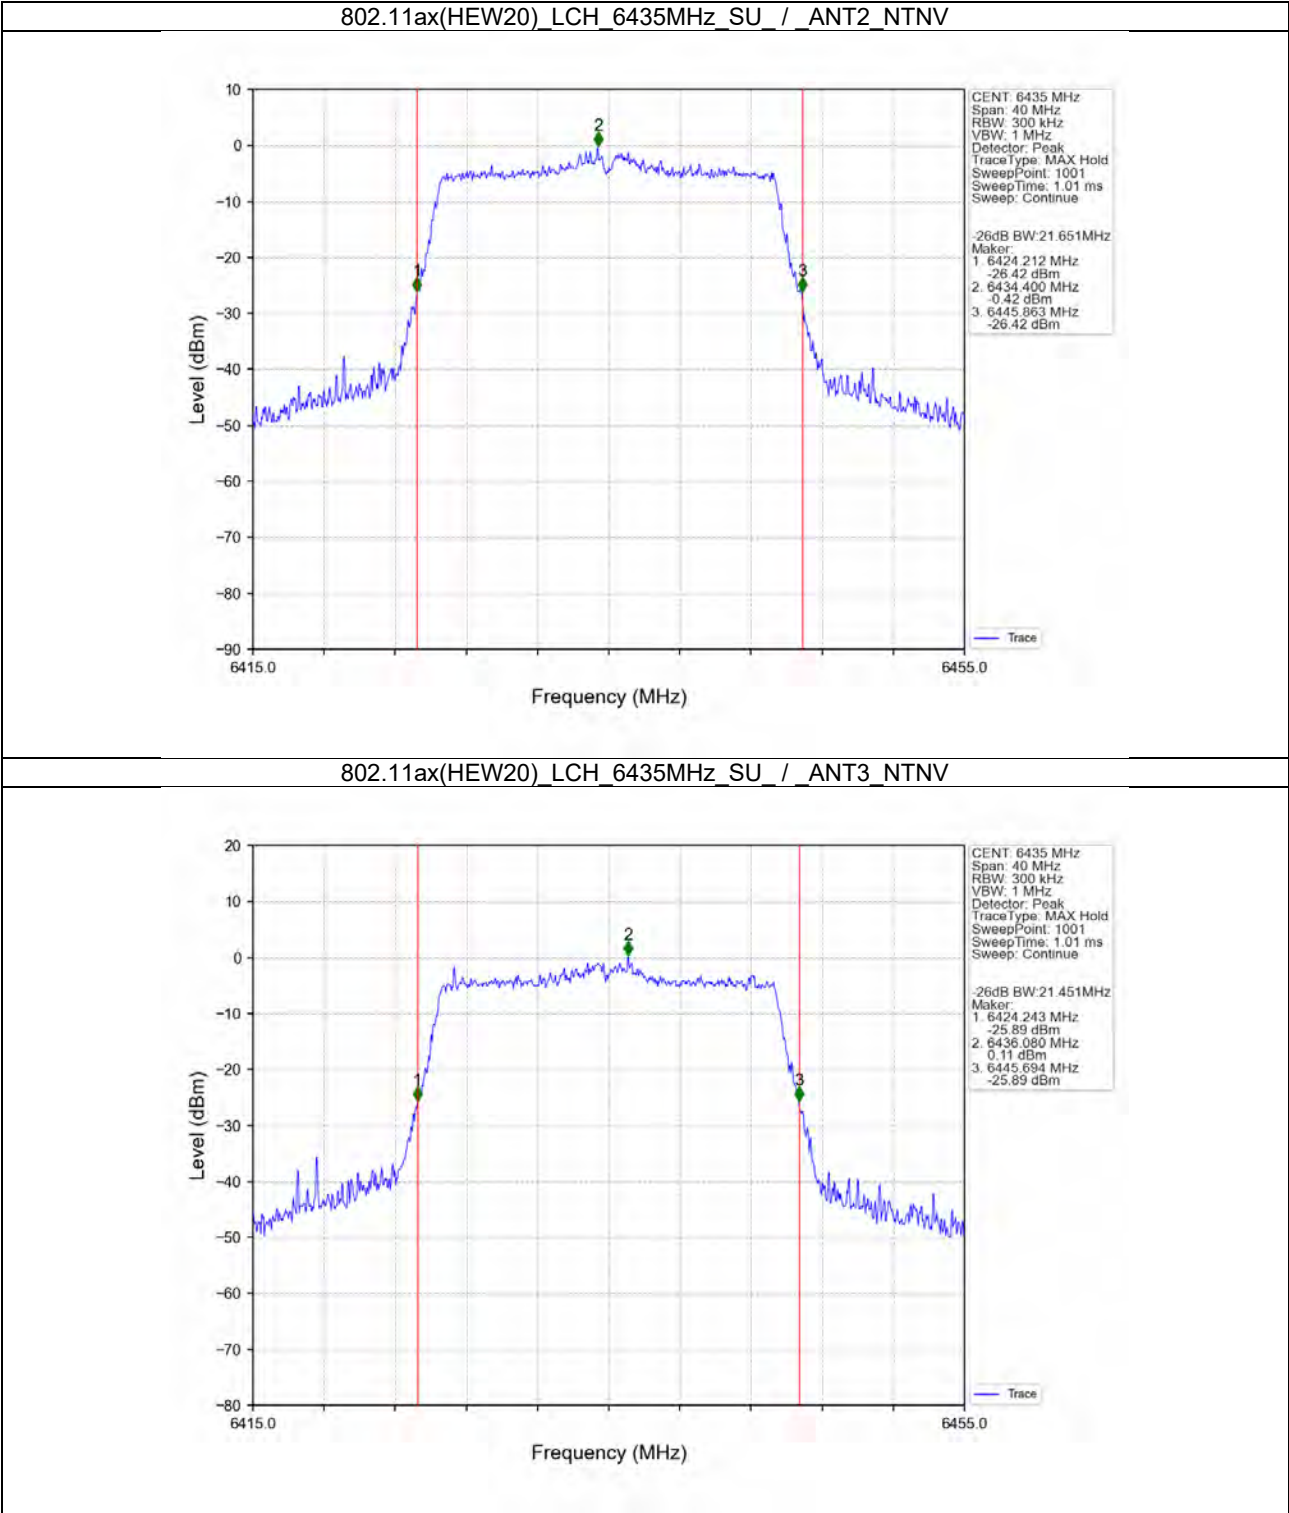 802.11ax(HEW20)_LCH_6435MHz_SU_ / _ANT2_NTNV
10
0
−10
−20
−30
−40
−50
−60
−70
−80
−90
Level (dBm)
1
2
3
6415.0
6455.0
Frequency (MHz)
CENT: 6435 MHz
Span: 40 MHz
RBW: 300 kHz
VBW: 1 MHz
Detector: Peak
TraceType: MAX Hold
SweepPoint: 1001
SweepTime: 1.01 ms
Sweep: Continue
-26dB BW:21.651MHz
Maker:
1. 6424.212 MHz
-26.42 dBm
2. 6434.400 MHz
-0.42 dBm
3. 6445.863 MHz
-26.42 dBm
Trace
802.11ax(HEW20)_LCH_6435MHz_SU_ / _ANT3_NTNV
20
10
0
−10
−20
−30
−40
−50
−60
−70
−80
Level (dBm)
1
2
3
6415.0
6455.0
Frequency (MHz)
CENT: 6435 MHz
Span: 40 MHz
RBW: 300 kHz
VBW: 1 MHz
Detector: Peak
TraceType: MAX Hold
SweepPoint: 1001
SweepTime: 1.01 ms
Sweep: Continue
-26dB BW:21.451MHz
Maker:
1. 6424.243 MHz
-25.89 dBm
2. 6436.080 MHz
0.11 dBm
3. 6445.694 MHz
-25.89 dBm
Trace